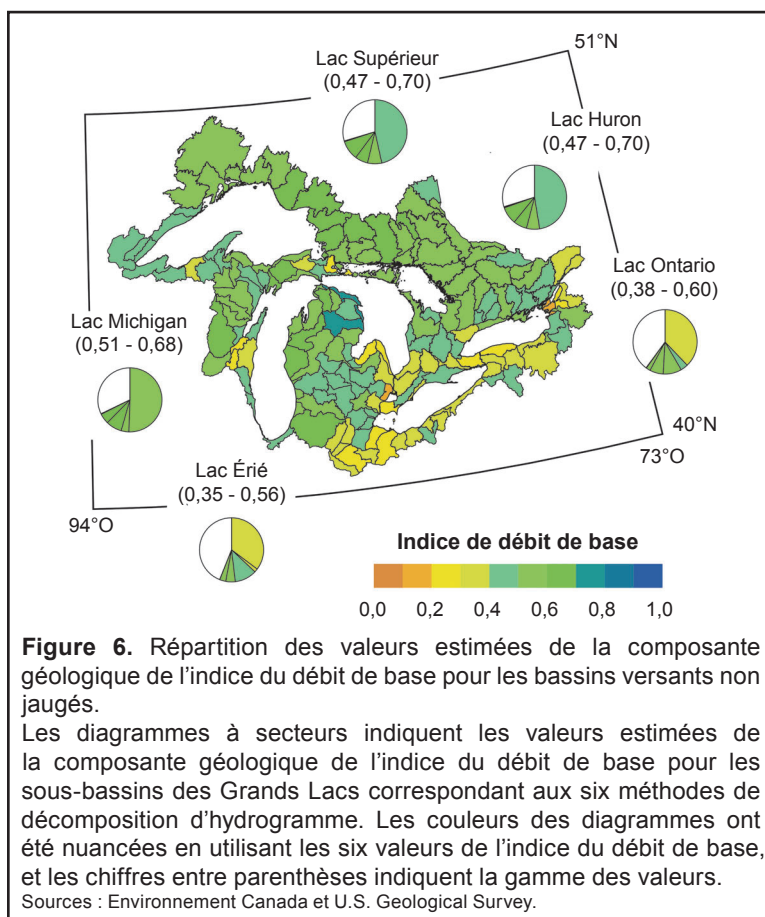 51°N
Lac Supérieur
(0,47 - 0,70)
Lac Huron
(0,47 - 0,70)
Lac Ontario
(0,38 - 0,60)
Lac Michigan
(0,51 - 0,68)
40°N
73°O
Lac Érié
(0,35 - 0,56)
94°O
Indice de débit de base
0,0 0,2 0,4 0,6 0,8 1,0
Figure 6. Répartition des valeurs estimées de la composante
géologique de l'indice du débit de base pour les bassins versants non
jaugés.
Les diagrammes à secteurs indiquent les valeurs estimées de
la composante géologique de l'indice du débit de base pour les
sous-bassins des Grands Lacs correspondant aux six méthodes de
décomposition d'hydrogramme. Les couleurs des diagrammes ont
été nuancées en utilisant les six valeurs de l'indice du débit de base,
et les chiffres entre parenthèses indiquent la gamme des valeurs.
Sources : Environnement Canada et U.S. Geological Survey.